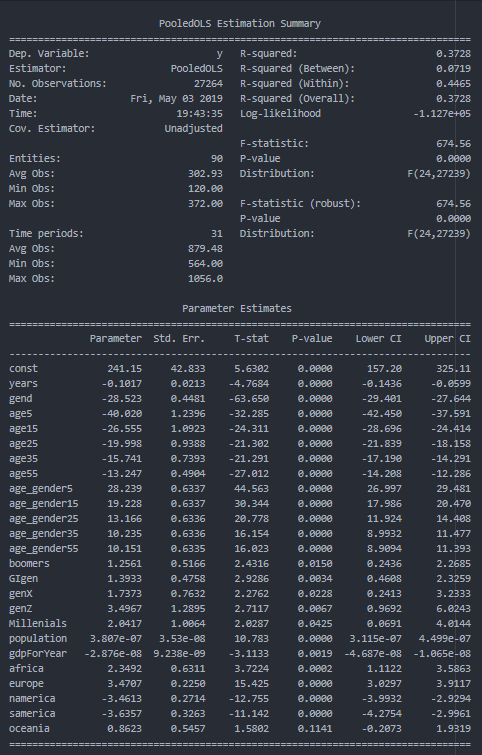 PooledOLS Estimation Summary
================================================================================
Dep. Variable: y R-squared: 0.3728
Estimator: PooledOLS R-squared (Between): 0.0719
No. Observations: 27264 R-squared (Within): 0.4465
Date: Fri, May 03 2019 R-squared (Overall): 0.3728
Time: 19:43:35 Log-likelihood -1.127e+05
Cov. Estimator: Unadjusted
F-statistic: 674.56
Entities: 90 P-value 0.0000
Avg Obs: 302.93 Distribution: F(24,27239)
Min Obs: 120.00
Max Obs: 372.00 F-statistic (robust): 674.56
P-value 0.0000
Time periods: 31 Distribution: F(24,27239)
Avg Obs: 879.48
Min Obs: 564.00
Max Obs: 1056.0
Parameter Estimates
================================================================================
Parameter Std. Err. T-stat P-value Lower CI Upper CI
--------------------------------------------------------------------------------
const 241.15 42.833 5.6302 0.0000 157.20 325.11
years -0.1017 0.0213 -4.7684 0.0000 -0.1436 -0.0599
gend -28.523 0.4481 -63.650 0.0000 -29.401 -27.644
age5 -40.020 1.2396 -32.285 0.0000 -42.450 -37.591
age15 -26.555 1.0923 -24.311 0.0000 -28.696 -24.414
age25 -19.998 0.9388 -21.302 0.0000 -21.839 -18.158
age35 -15.741 0.7393 -21.291 0.0000 -17.190 -14.291
age55 -13.247 0.4904 -27.012 0.0000 -14.208 -12.286
age_gender5 28.239 0.6337 44.563 0.0000 26.997 29.481
age_gender15 19.228 0.6337 30.344 0.0000 17.986 20.470
age_gender25 13.166 0.6336 20.778 0.0000 11.924 14.408
age_gender35 10.235 0.6336 16.154 0.0000 8.9932 11.477
age_gender55 10.151 0.6335 16.023 0.0000 8.9094 11.393
boomers 1.2561 0.5166 2.4316 0.0150 0.2436 2.2685
GIgen 1.3933 0.4758 2.9286 0.0034 0.4608 2.3259
genX 1.7373 0.7632 2.2762 0.0228 0.2413 3.2333
genZ 3.4967 1.2895 2.7117 0.0067 0.9692 6.0243
Millenials 2.0417 1.0064 2.0287 0.0425 0.0691 4.0144
population 3.807e-07 3.53e-08 10.783 0.0000 3.115e-07 4.499e-07
gdpForYear -2.876e-08 9.238e-09 -3.1133 0.0019 -4.687e-08 -1.065e-08
africa 2.3492 0.6311 3.7224 0.0002 1.1122 3.5863
europe 3.4707 0.2250 15.425 0.0000 3.0297 3.9117
namerica -3.4613 0.2714 -12.755 0.0000 -3.9932 -2.9294
samerica -3.6357 0.3263 -11.142 0.0000 -4.2754 -2.9961
oceania 0.8623 0.5457 1.5802 0.1141 -0.2073 1.9319
================================================================================